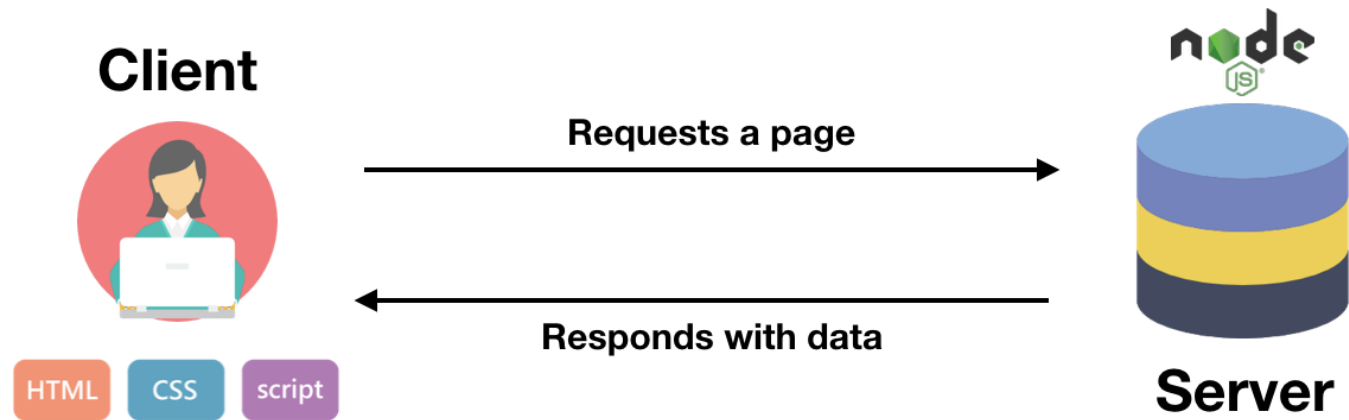 Client
node
JS
Requests a page
Responds with data
HTML CSS script
Server